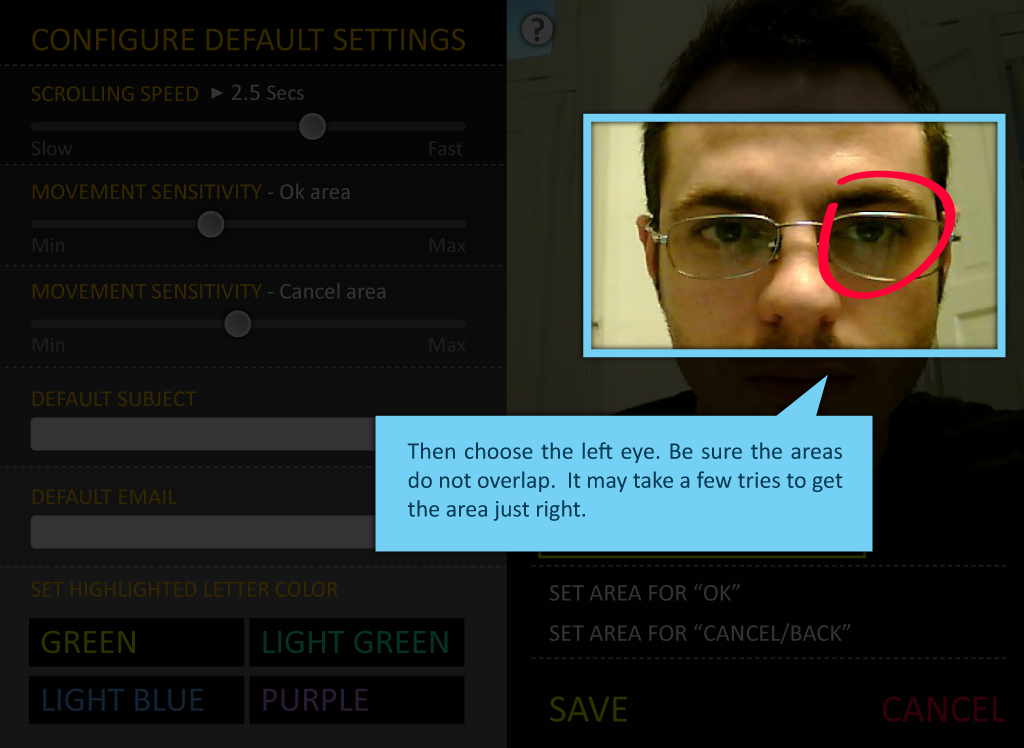 CONFIGURE DEFAULT SETTINGS
SCROLLING SPEED ► 2.5 Secs
Slow Fast
MOVEMENT SENSITIVITY - Ok area
Min Max
MOVEMENT SENSITIVITY - Cancel area
Min Max
DEFAULT SUBJECT
DEFAULT EMAIL
SET HIGHLIGHTED LETTER COLOR
GREEN LIGHT GREEN
LIGHT BLUE PURPLE
?
Then choose the left eye. Be sure the areas
do not overlap. It may take a few tries to get
the area just right.
SET AREA FOR “OK”
SET AREA FOR “CANCEL/BACK”
SAVE CANCEL